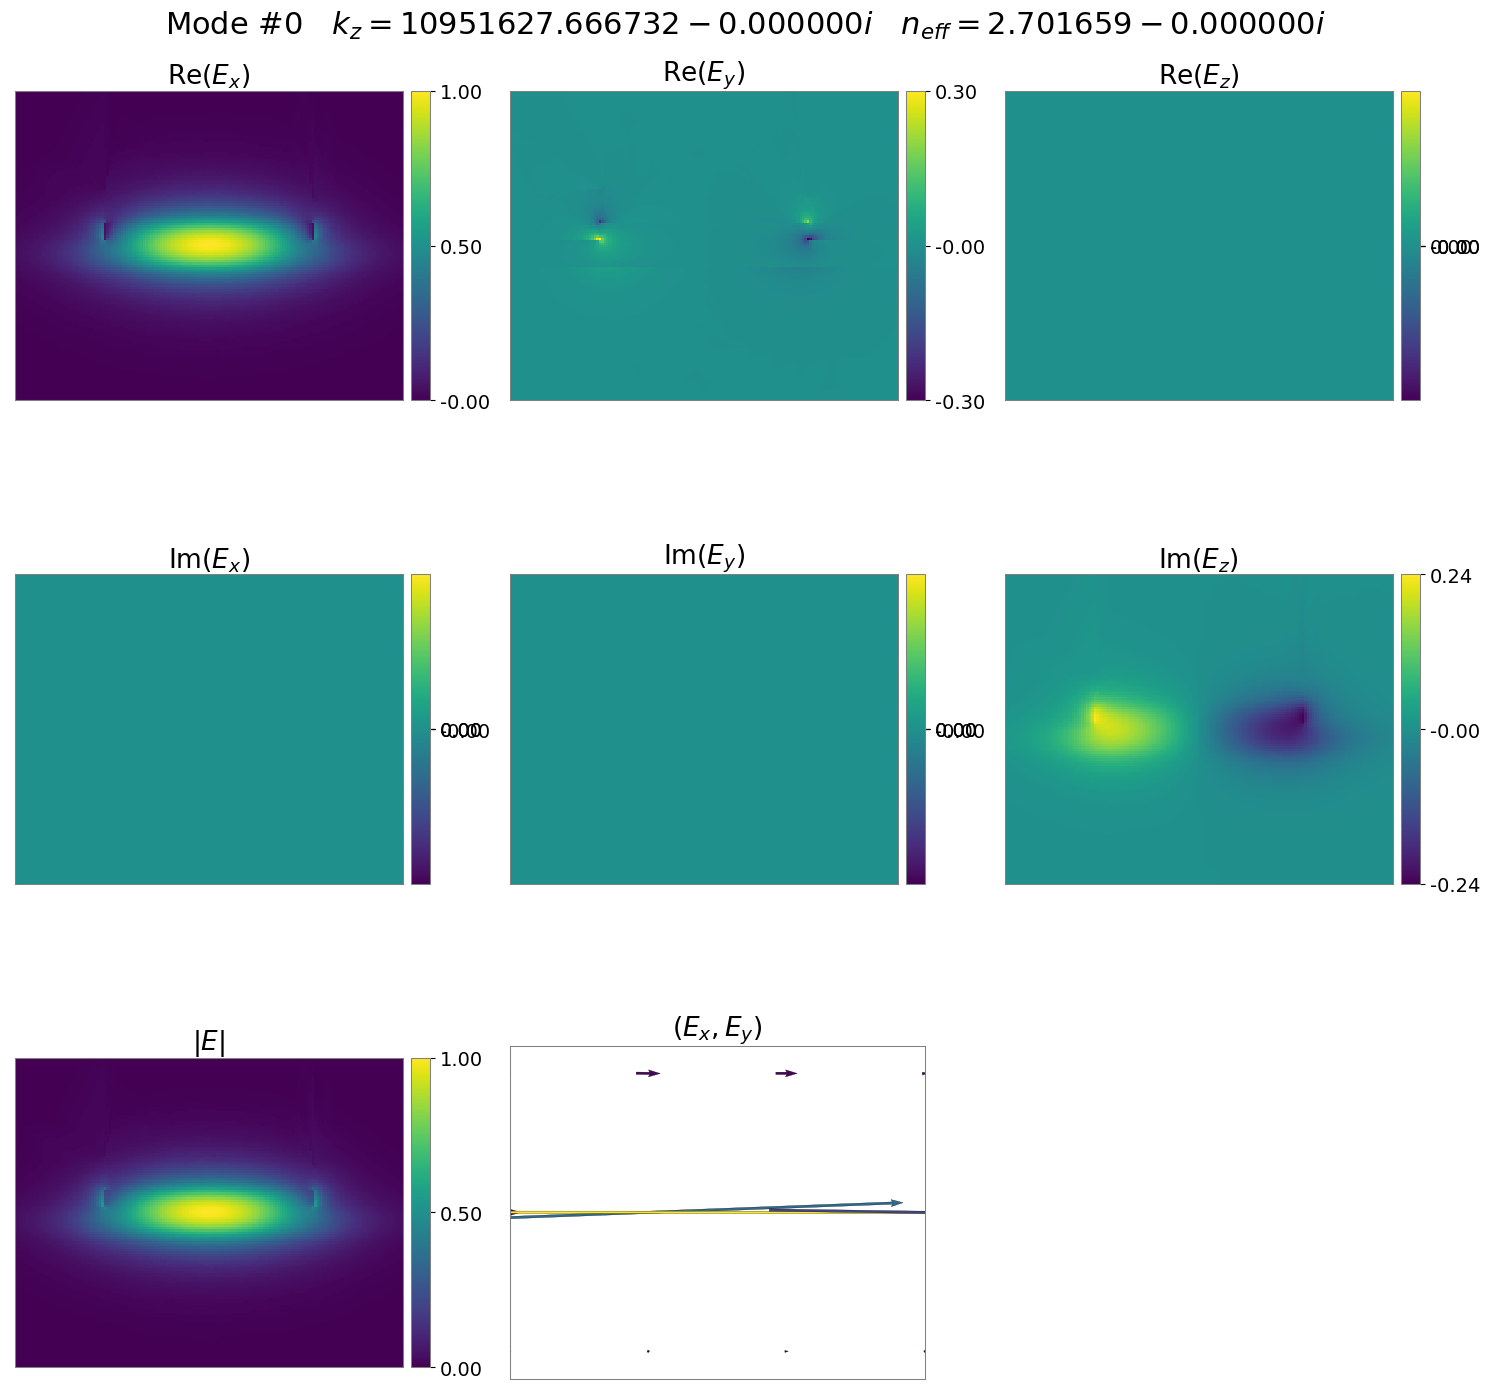 Mode #0 k_z = 10951627.666732 − 0.000000i n_eff = 2.701659 − 0.000000i
Re(E_x) Re(E_y) Re(E_z)
1.00 0.30
0.50 -0.00
-0.00 -0.30
Im(E_x) Im(E_y) Im(E_z)
0.24
-0.00
-0.24
|E| (E_x, E_y)
1.00
0.50
0.00